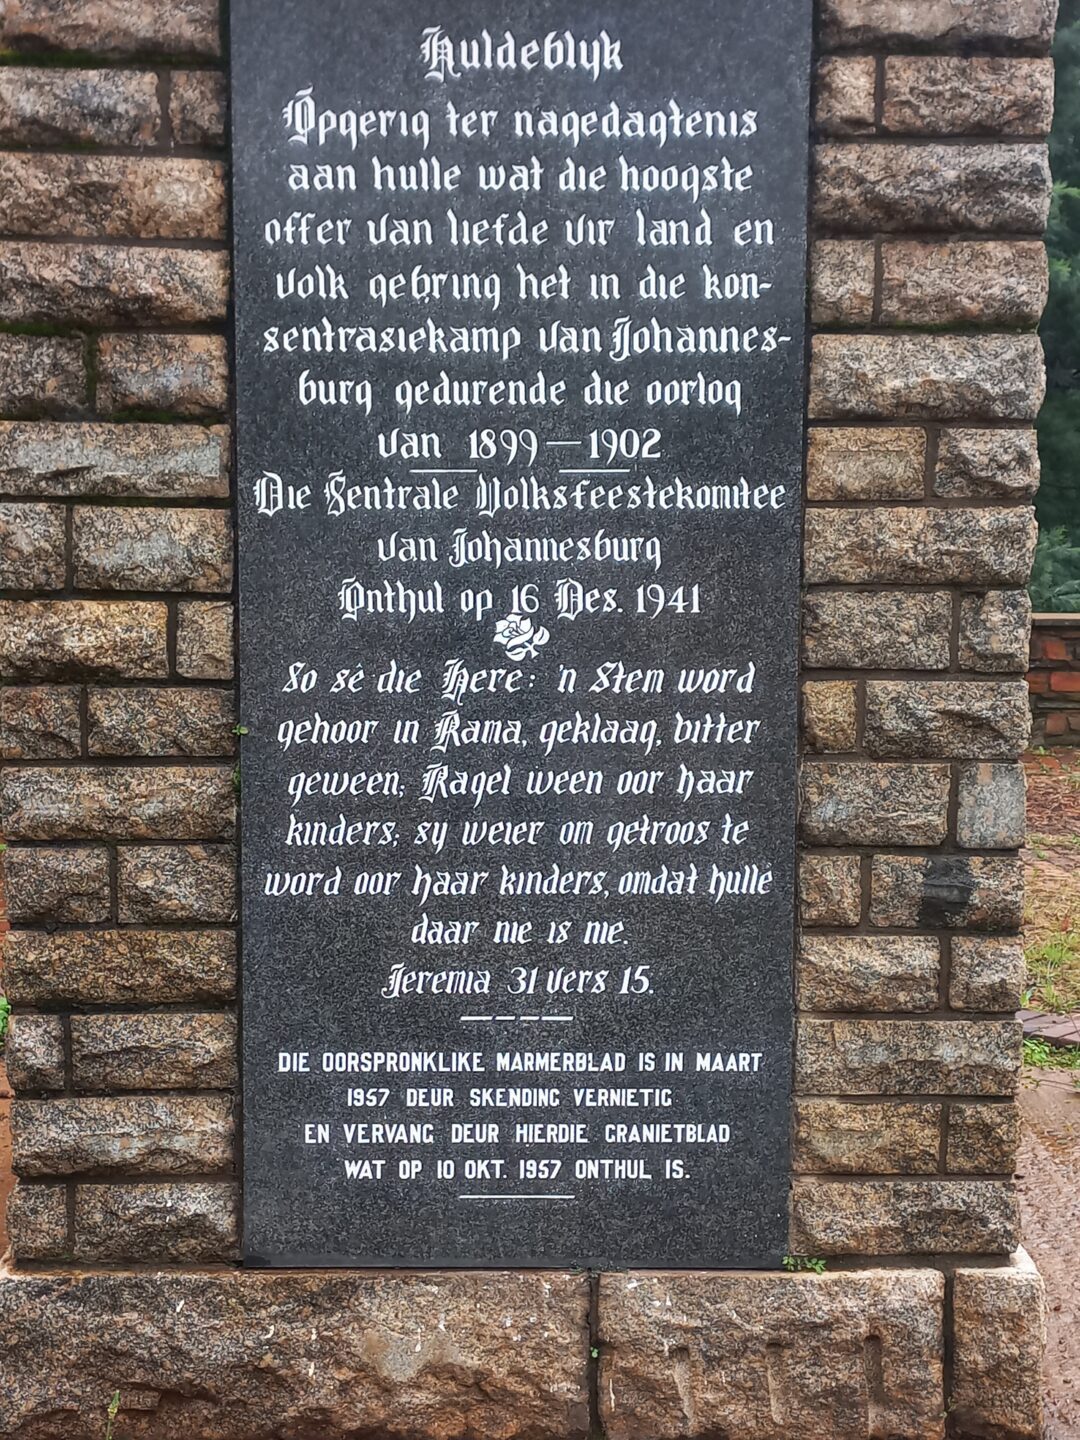 Huldeblyk
Opgerig ter nagedagtenis
aan hulle wat die hoogste
offer van liefde vir land en
volk gebring het in die kon-
sentrasiekamp van Johannes-
burg gedurende die oorlog
van 1899 — 1902
Die Sentrale Volksfeestekomitee
van Johannesburg
Onthul op 16 Des. 1941
So sê die Here: 'n Stem word
gehoor in Rama, geklaag, bitter
geween; Ragel ween oor haar
kinders; sy weier om getroos te
word oor haar kinders, omdat hulle
daar nie is nie.
Jeremia 31 vers 15.
DIE OORSPRONKLIKE MARMERBLAD IS IN MAART
1957 DEUR SKENDING VERNIETIG
EN VERVANG DEUR HIERDIE GRANIETBLAD
WAT OP 10 OKT. 1957 ONTHUL IS.